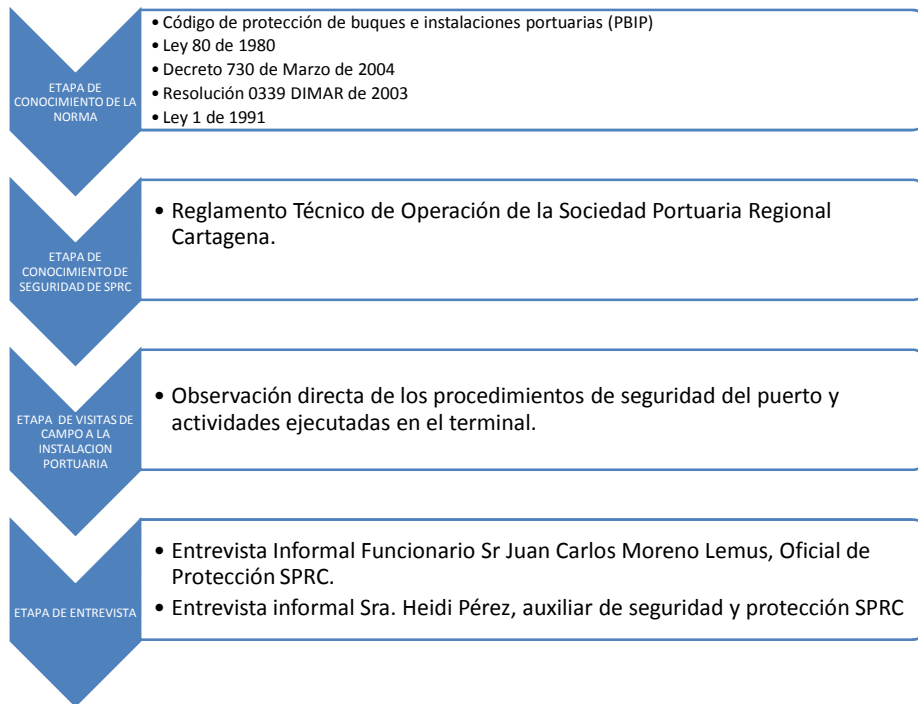 ETAPA DE
CONOCIMIENTO DE LA
NORMA
• Código de protección de buques e instalaciones portuarias (PBIP)
• Ley 80 de 1980
• Decreto 730 de Marzo de 2004
• Resolución 0339 DIMAR de 2003
• Ley 1 de 1991
ETAPA DE
CONOCIMIENTO DE
SEGURIDAD DE SPRC
• Reglamento Técnico de Operación de la Sociedad Portuaria Regional
Cartagena.
ETAPA DE VISITAS DE
CAMPO A LA
INSTALACION
PORTUARIA
• Observación directa de los procedimientos de seguridad del puerto y
actividades ejecutadas en el terminal.
ETAPA DE ENTREVISTA
• Entrevista Informal Funcionario Sr Juan Carlos Moreno Lemus, Oficial de
Protección SPRC.
• Entrevista informal Sra. Heidi Pérez, auxiliar de seguridad y protección SPRC